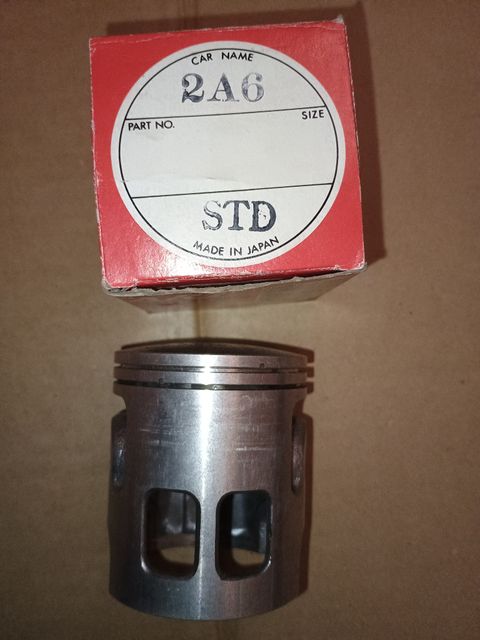 CAR NAME
2A6
PART NO. SIZE
STD
MADE IN JAPAN